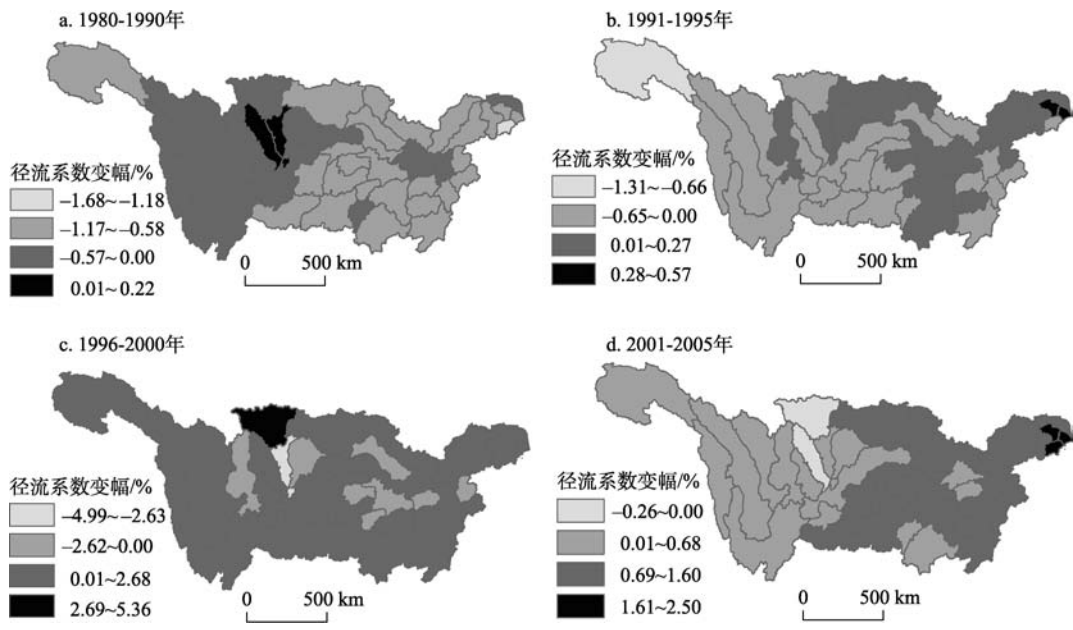 a. 1980-1990年
径流系数变幅/%
−1.68~−1.18
−1.17~−0.58
−0.57~0.00
0.01~0.22
0 500 km
b. 1991-1995年
径流系数变幅/%
−1.31~−0.66
−0.65~0.00
0.01~0.27
0.28~0.57
0 500 km
c. 1996-2000年
径流系数变幅/%
−4.99~−2.63
−2.62~0.00
0.01~2.68
2.69~5.36
0 500 km
d. 2001-2005年
径流系数变幅/%
−0.26~0.00
0.01~0.68
0.69~1.60
1.61~2.50
0 500 km